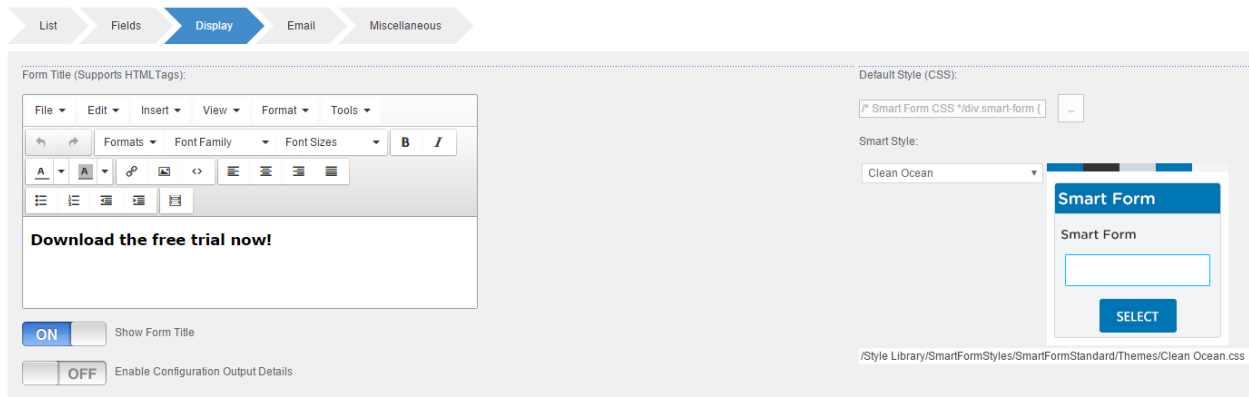 List Fields Display Email Miscellaneous
Form Title (Supports HTMLTags):
File Edit Insert View Format Tools
Formats Font Family Font Sizes B I
A A
Download the free trial now!
ON Show Form Title
OFF Enable Configuration Output Details
Default Style (CSS):
/* Smart Form CSS */div.smart-form { ...
Smart Style:
Clean Ocean
Smart Form
Smart Form
SELECT
/Style Library/SmartFormStyles/SmartFormStandard/Themes/Clean Ocean.css